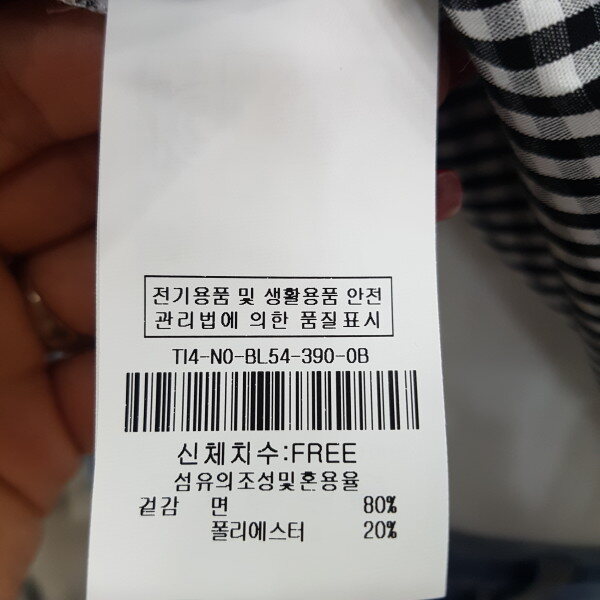 전기용품 및 생활용품 안전
관리법에 의한 품질표시
TI4-NO-BL54-390-OB
신체치수:FREE
섬유의조성및혼용율
겉감 면 80%
폴리에스터 20%